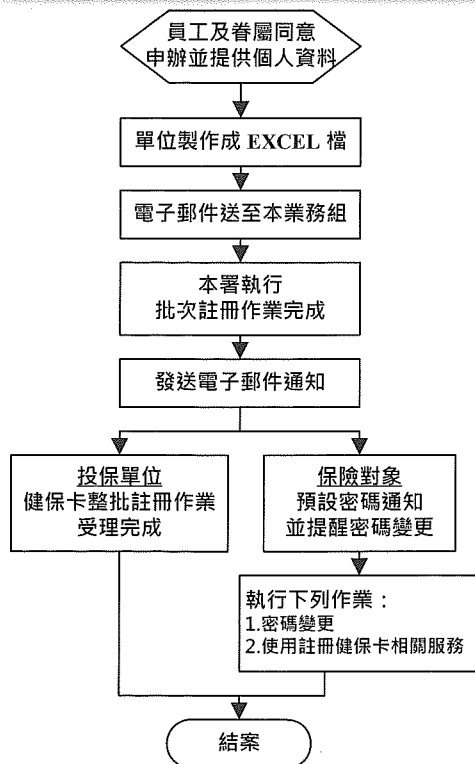 員工及眷屬同意
申辦並提供個人資料
單位製作成 EXCEL 檔
電子郵件送至本業務組
本署執行
批次註冊作業完成
發送電子郵件通知
投保單位
健保卡整批註冊作業
受理完成
保險對象
預設密碼通知
並提醒密碼變更
執行下列作業：
1.密碼變更
2.使用註冊健保卡相關服務
結案